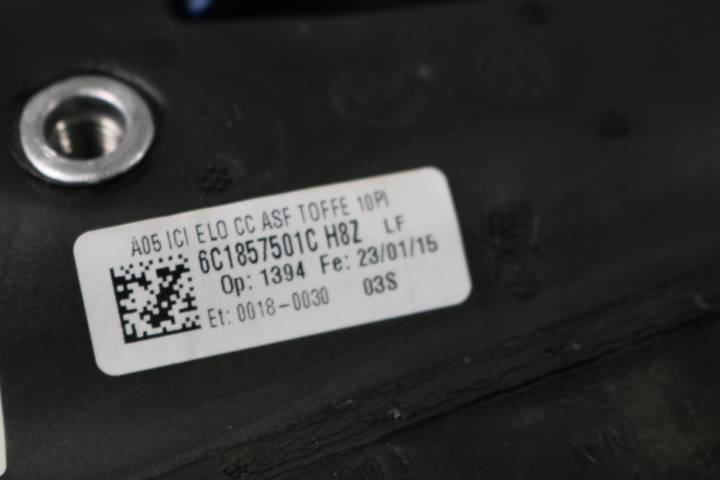 A05 ICI ELO CC ASF TOFFE 10PI
6C1857501C H8Z LF
Op: 1394 Fe: 23/01/15
Et: 0018-0030 03S